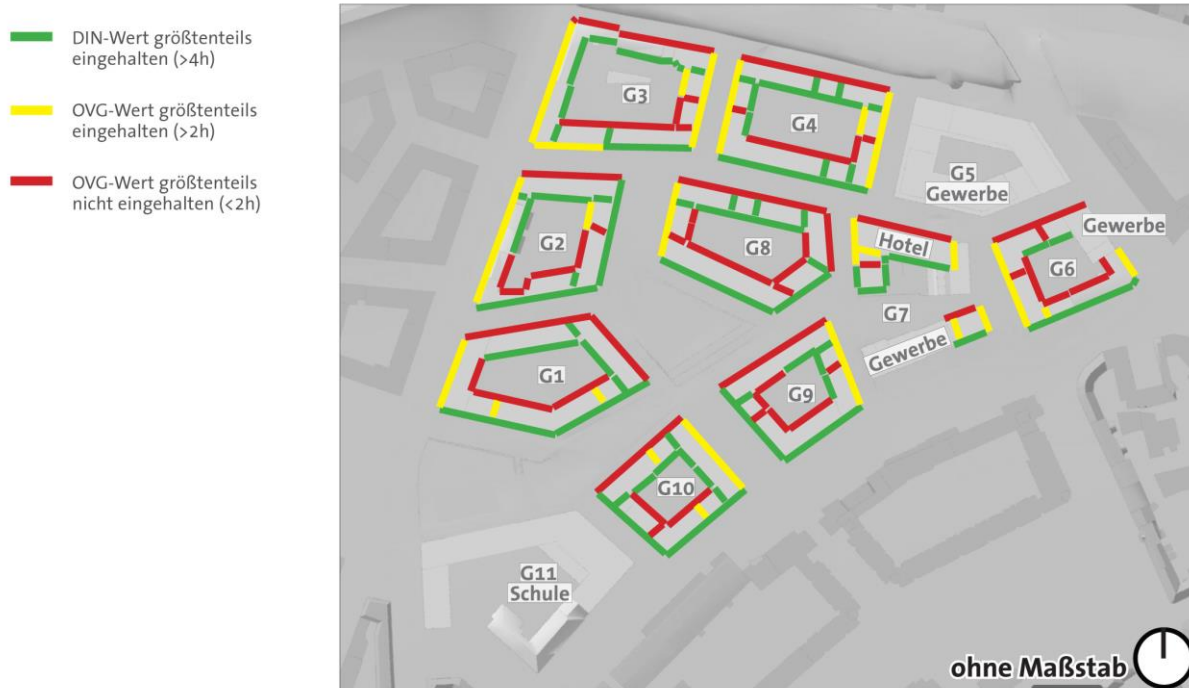 DIN-Wert größtenteils
eingehalten (>4h)
OVG-Wert größtenteils
eingehalten (>2h)
OVG-Wert größtenteils
nicht eingehalten (<2h)
G3
G4
G5
Gewerbe
G2
G8
Hotel
Gewerbe
G6
G7
Gewerbe
G1
G9
G10
G11
Schule
ohne Maßstab